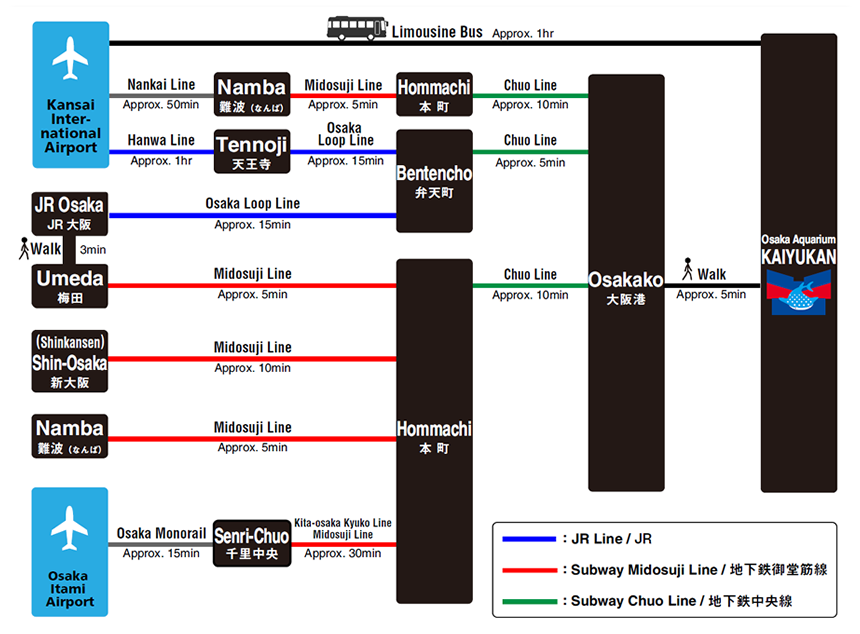 Limousine Bus Approx. 1hr
Kansai
Inter-
national
Airport
Nankai Line
Approx. 50min
Namba
難波 (なんば)
Midosuji Line
Approx. 5min
Hommachi
本 町
Chuo Line
Approx. 10min
Hanwa Line
Approx. 1hr
Tennoji
天王寺
Osaka
Loop Line
Approx. 15min
Bentencho
弁天町
Chuo Line
Approx. 5min
JR Osaka
JR 大阪
Osaka Loop Line
Approx. 15min
Walk 3min
Umeda
梅田
Midosuji Line
Approx. 5min
Chuo Line
Approx. 10min
Osakako
大阪港
Walk
Approx. 5min
Osaka Aquarium
KAIYUKAN
(Shinkansen)
Shin-Osaka
新大阪
Midosuji Line
Approx. 10min
Namba
難波 (なんば)
Midosuji Line
Approx. 5min
Hommachi
本 町
Osaka
Itami
Airport
Osaka Monorail
Approx. 15min
Senri-Chuo
千里中央
Kita-osaka Kyuko Line
Midosuji Line
Approx. 30min
: JR Line / JR
: Subway Midosuji Line / 地下鉄御堂筋線
: Subway Chuo Line / 地下鉄中央線